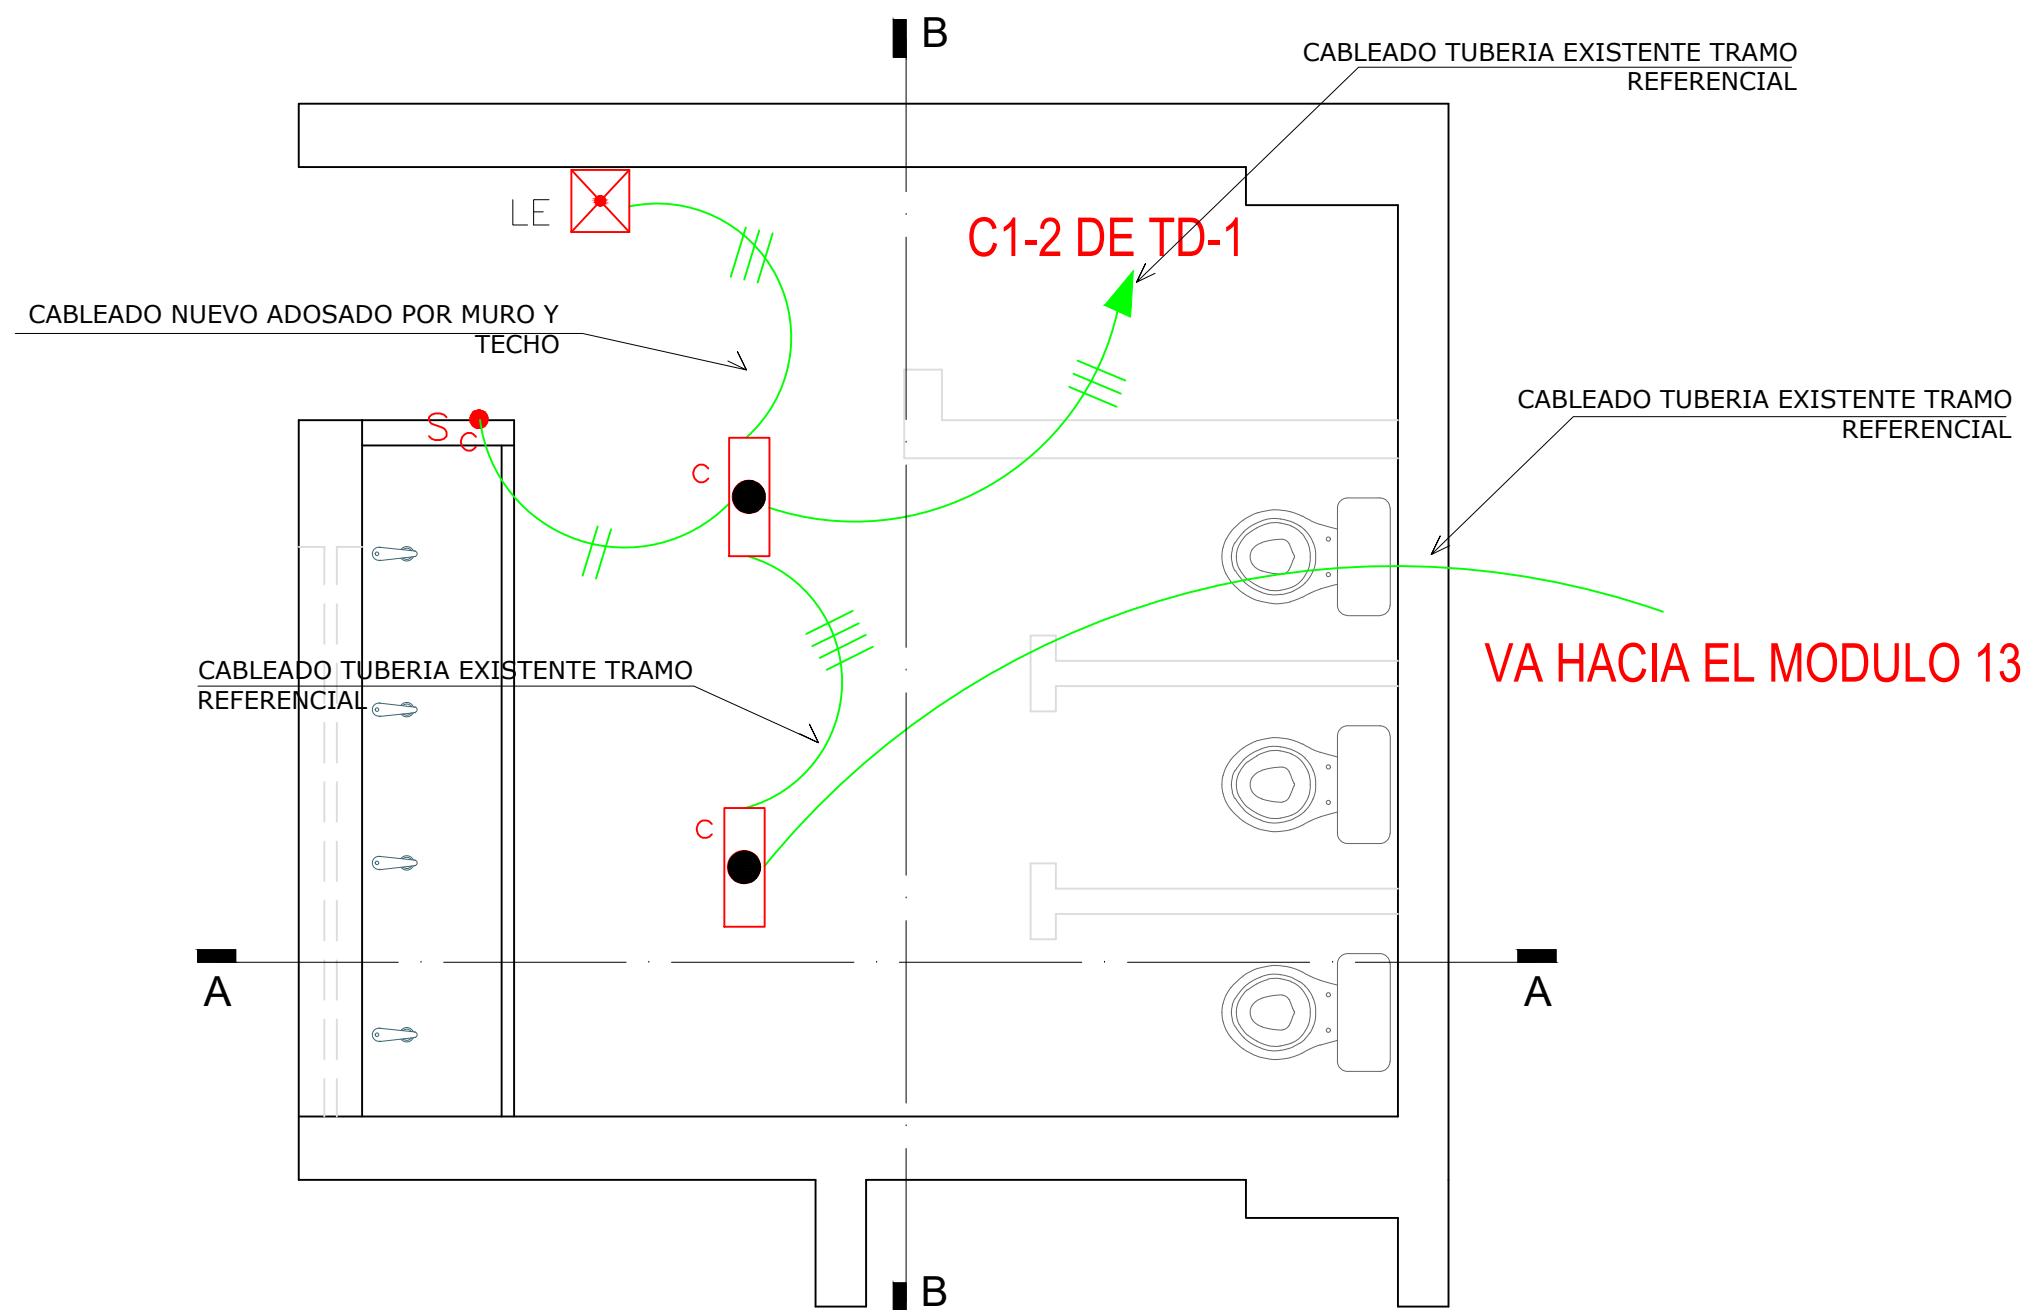 B
CABLEADO TUBERIA EXISTENTE TRAMO
REFERENCIAL
LE
C1-2 DE TD-1
CABLEADO NUEVO ADOSADO POR MURO Y
TECHO
CABLEADO TUBERIA EXISTENTE TRAMO
REFERENCIAL
S c
c
VA HACIA EL MODULO 13
CABLEADO TUBERIA EXISTENTE TRAMO
REFERENCIAL
c
A
A
B